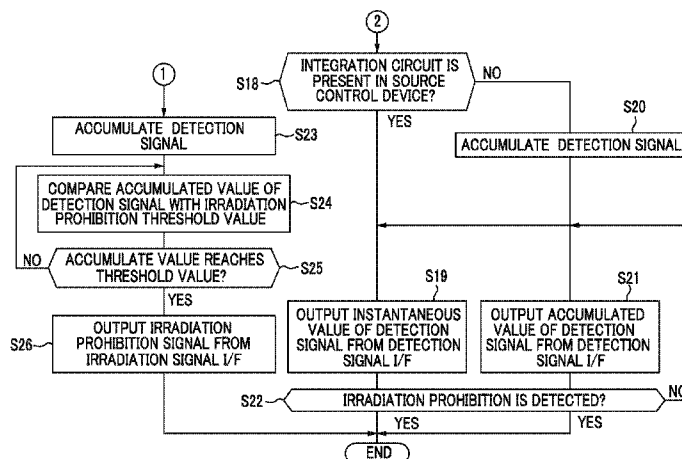 2
INTEGRATION CIRCUIT IS
PRESENT IN SOURCE
CONTROL DEVICE?
S18
NO
YES
1
ACCUMULATE DETECTION
SIGNAL
S23
S20
ACCUMULATE DETECTION SIGNAL
COMPARE ACCUMULATED VALUE OF
DETECTION SIGNAL WITH IRRADIATION
PROHIBITION THRESHOLD VALUE
S24
NO
ACCUMULATE VALUE REACHES
THRESHOLD VALUE?
S25
YES
S19
OUTPUT INSTANTANEOUS
VALUE OF DETECTION
SIGNAL FROM DETECTION
SIGNAL I/F
S21
OUTPUT ACCUMULATED
VALUE OF DETECTION
SIGNAL FROM DETECTION
SIGNAL I/F
S26
OUTPUT IRRADIATION
PROHIBITION SIGNAL FROM
IRRADIATION SIGNAL I/F
S22
IRRADIATION PROHIBITION IS DETECTED?
NO
YES
YES
END